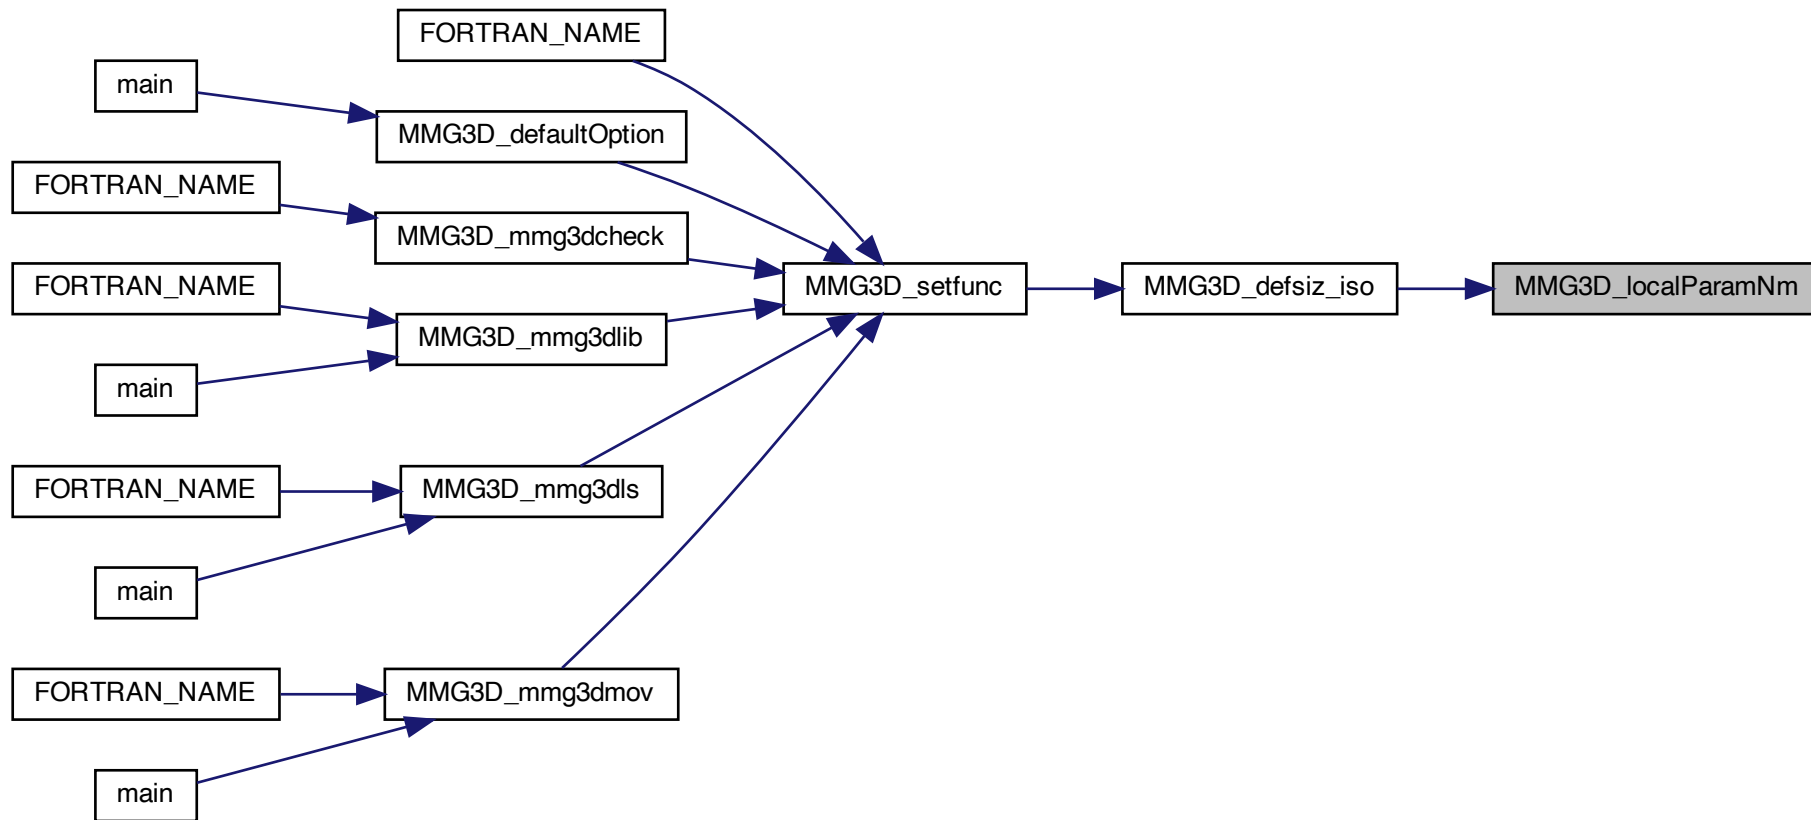 FORTRAN_NAME
main
MMG3D_defaultOption
FORTRAN_NAME
MMG3D_mmg3dcheck
FORTRAN_NAME
MMG3D_setfunc
MMG3D_defsiz_iso
MMG3D_localParamNm
MMG3D_mmg3dlib
main
FORTRAN_NAME
MMG3D_mmg3dls
main
FORTRAN_NAME
MMG3D_mmg3dmov
main